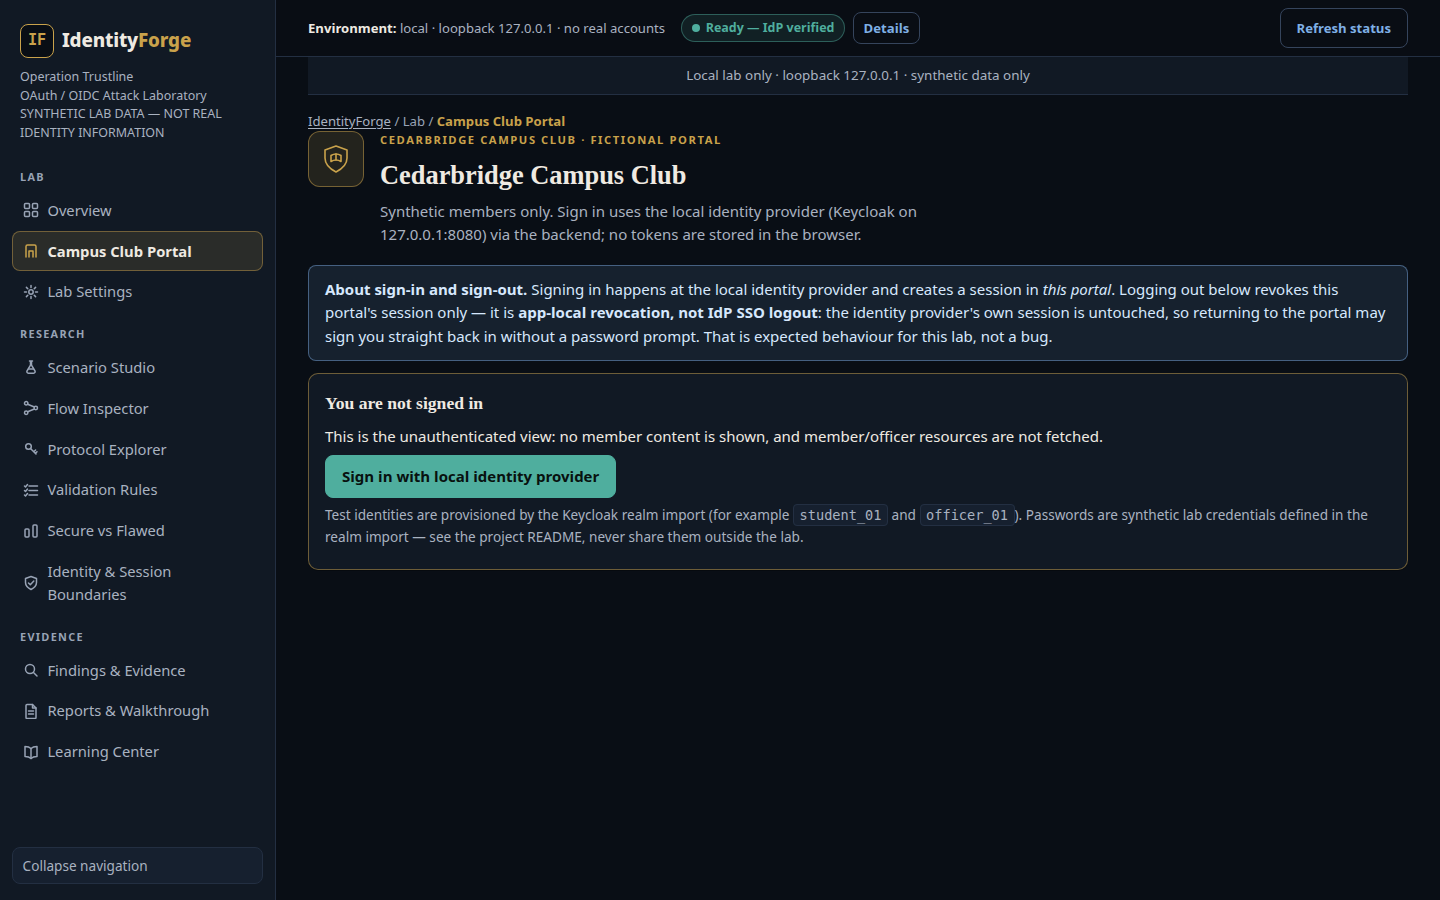 IF IdentityForge
Operation Trustline
OAuth / OIDC Attack Laboratory
SYNTHETIC LAB DATA — NOT REAL
IDENTITY INFORMATION
LAB
Overview
Campus Club Portal
Lab Settings
RESEARCH
Scenario Studio
Flow Inspector
Protocol Explorer
Validation Rules
Secure vs Flawed
Identity & Session
Boundaries
EVIDENCE
Findings & Evidence
Reports & Walkthrough
Learning Center
Collapse navigation
Environment: local · loopback 127.0.0.1 · no real accounts
Ready — IdP verified
Details
Refresh status
Local lab only · loopback 127.0.0.1 · synthetic data only
IdentityForge / Lab / Campus Club Portal
CEDARBRIDGE CAMPUS CLUB · FICTIONAL PORTAL
Cedarbridge Campus Club
Synthetic members only. Sign in uses the local identity provider (Keycloak on
127.0.0.1:8080) via the backend; no tokens are stored in the browser.
About sign-in and sign-out. Signing in happens at the local identity provider and creates a session in this portal. Logging out below revokes this
portal's session only — it is app-local revocation, not IdP SSO logout: the identity provider's own session is untouched, so returning to the portal may
sign you straight back in without a password prompt. That is expected behaviour for this lab, not a bug.
You are not signed in
This is the unauthenticated view: no member content is shown, and member/officer resources are not fetched.
Sign in with local identity provider
Test identities are provisioned by the Keycloak realm import (for example student_01 and officer_01). Passwords are synthetic lab credentials defined in the
realm import — see the project README, never share them outside the lab.